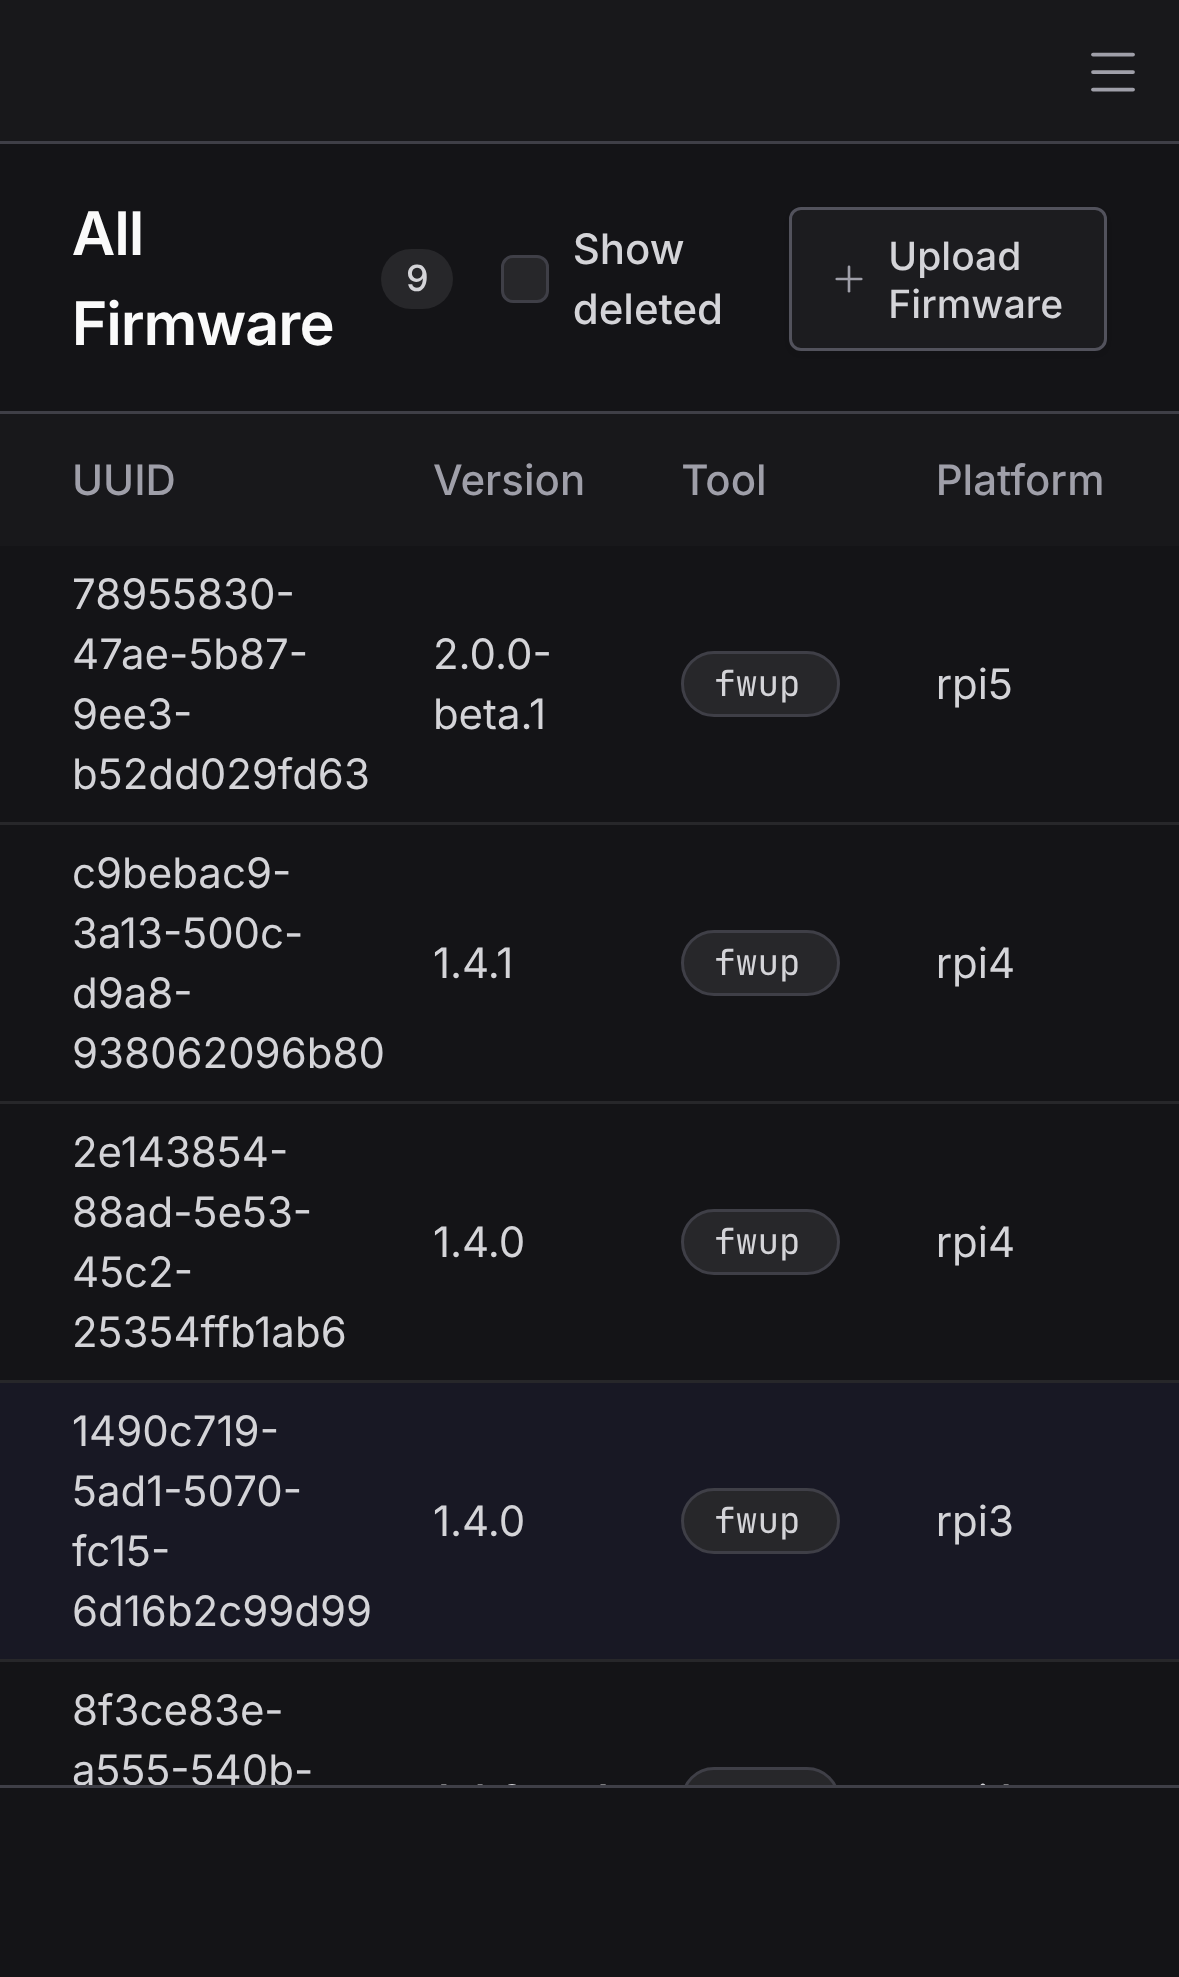 All
Firmware
9
Show
deleted
Upload
Firmware
UUID Version Tool Platform
78955830-
47ae-5b87-
9ee3-
b52dd029fd63
2.0.0-
beta.1
fwup
rpi5
c9bebac9-
3a13-500c-
d9a8-
938062096b80
1.4.1
fwup
rpi4
2e143854-
88ad-5e53-
45c2-
25354ffb1ab6
1.4.0
fwup
rpi4
1490c719-
5ad1-5070-
fc15-
6d16b2c99d99
1.4.0
fwup
rpi3
8f3ce83e-
a555-540b-